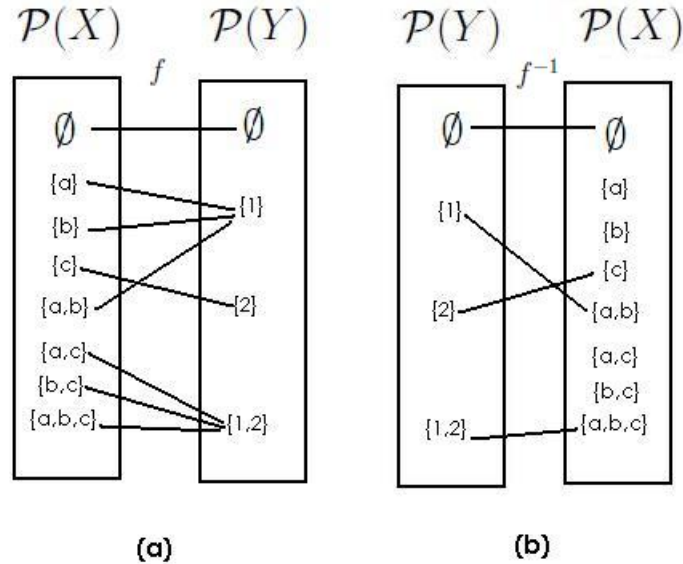 𝒫(X) 𝒫(Y) 𝒫(Y) 𝒫(X)
f f⁻¹
∅ ∅ ∅ ∅
{a} {1} {1} {a}
{b} {b}
{c} {2} {2} {c}
{a,b} {a,b}
{a,c} {a,c}
{b,c} {b,c}
{a,b,c} {1,2} {1,2} {a,b,c}
(a) (b)